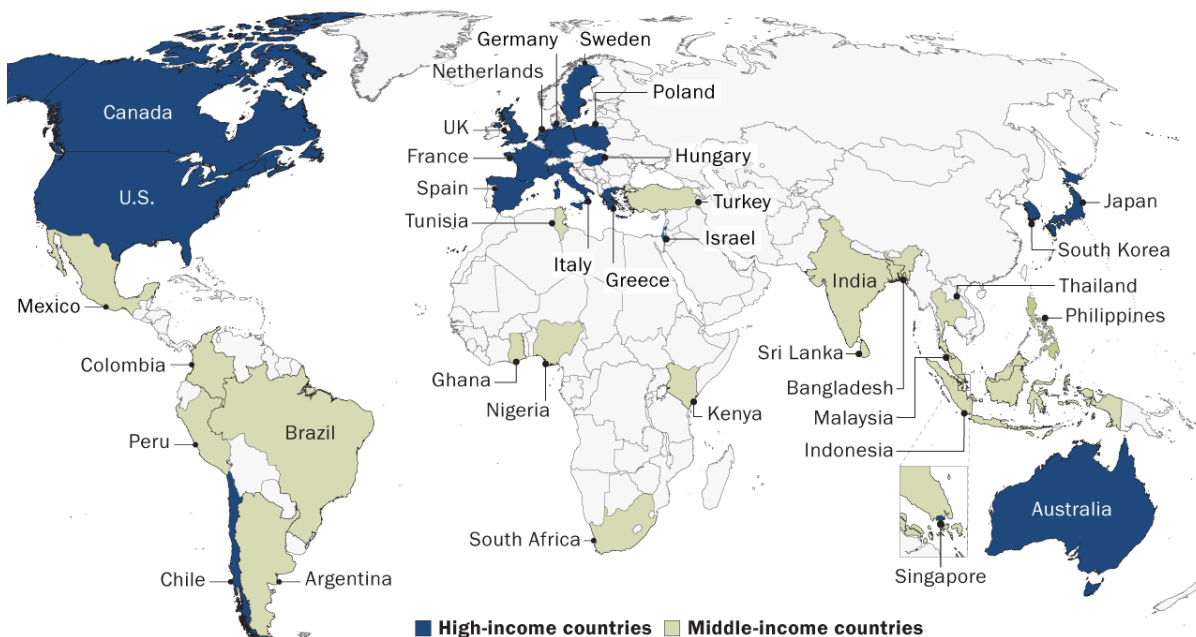 Germany
Sweden
Netherlands
Canada
Poland
UK
France
Hungary
U.S.
Spain
Turkey
Japan
Tunisia
Israel
South Korea
Italy
Greece
India
Thailand
Mexico
Philippines
Colombia
Sri Lanka
Ghana
Bangladesh
Nigeria
Kenya
Malaysia
Brazil
Peru
Indonesia
Australia
South Africa
Singapore
Chile
Argentina
High-income countries
Middle-income countries